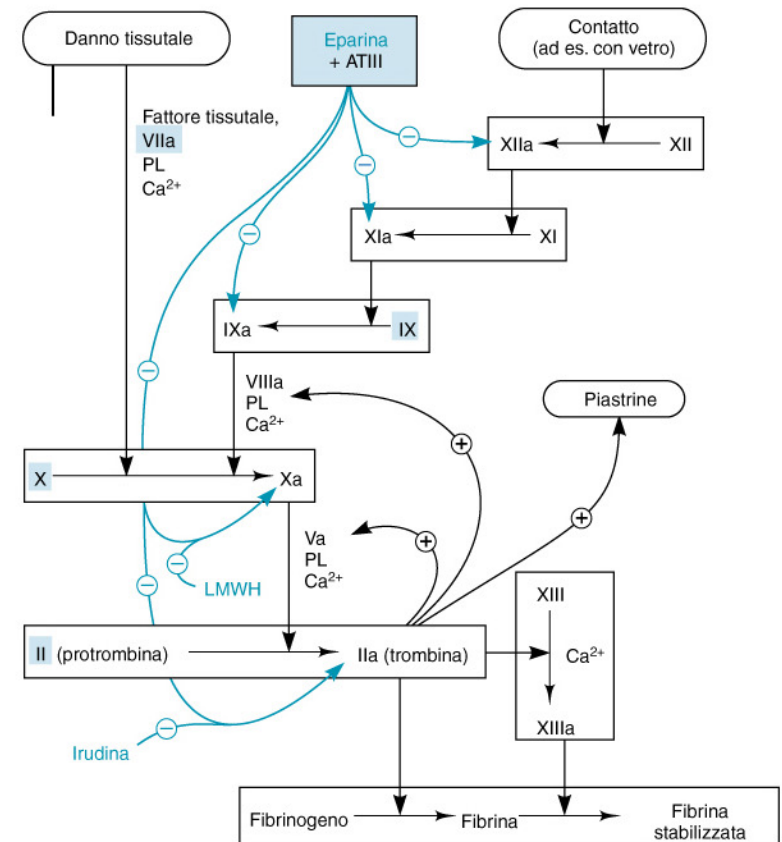 Danno tissutale
Eparina
+ ATIII
Contatto
(ad es. con vetro)
Fattore tissutale,
VIIa
PL
Ca²⁺
−
−
XIIa
XII
XIa
XI
−
IXa
IX
−
VIIIa
PL
Ca²⁺
Piastrine
+
X
Xa
+
Va
PL
Ca²⁺
+
−
−
LMWH
XIII
Ca²⁺
XIIIa
II (protrombina)
IIa (trombina)
−
Irudina
Fibrinogeno
Fibrina
Fibrina
stabilizzata